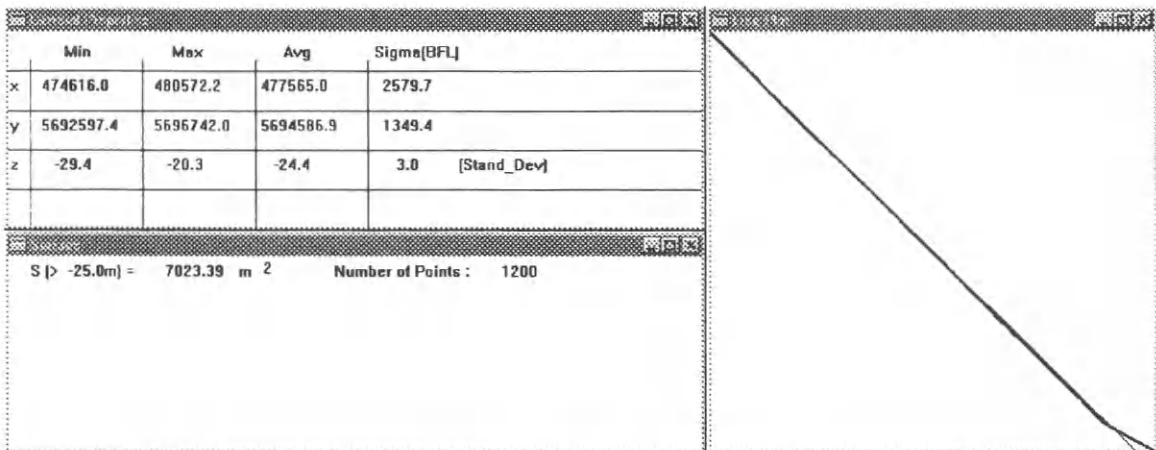 Min Max Avg Sigma(BFL)
x 474616.0 480572.2 477565.0 2579.7
y 5692597.4 5696742.0 5694586.9 1349.4
z -29.4 -20.3 -24.4 3.0 [Stand_Dev]
S (> -25.0m) = 7023.39 m 2 Number of Points : 1200